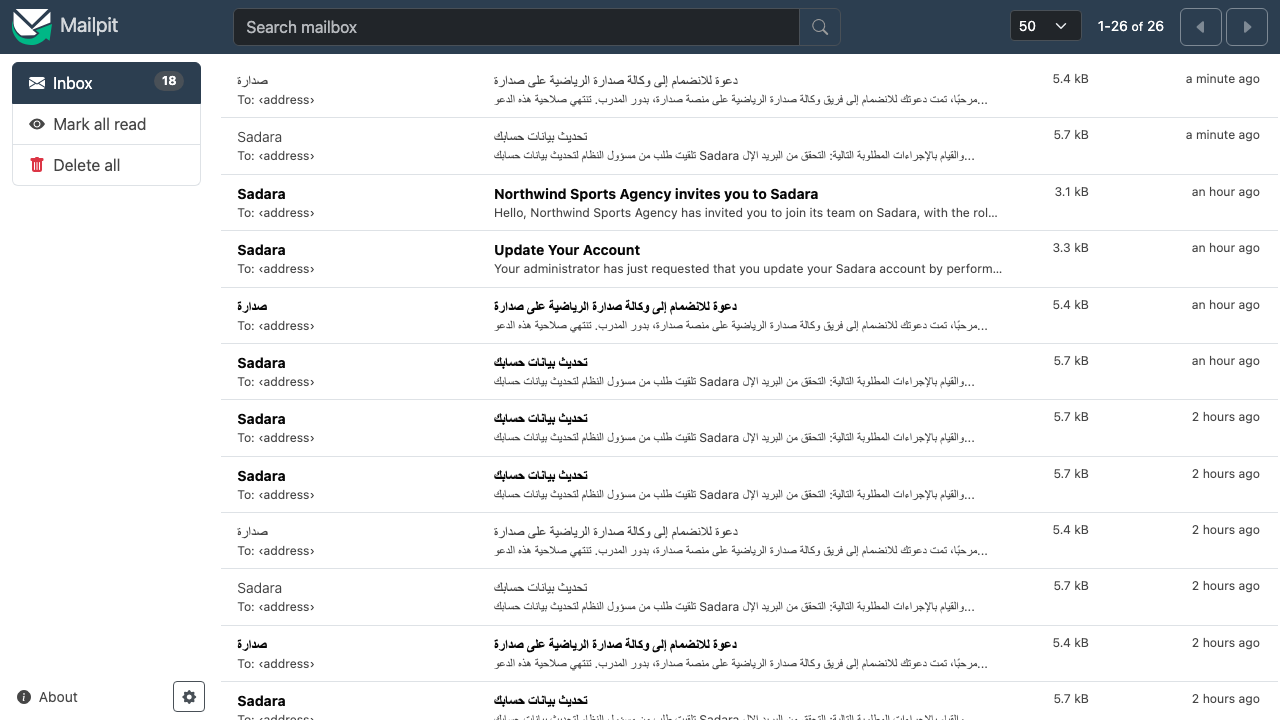 Mailpit
Search mailbox
50
1-26 of 26
Inbox 18
Mark all read
Delete all
صدارة
To: ‹address›
دعوة للانضمام إلى وكالة صدارة الرياضية على صدارة
مرحبًا، تمت دعوتك للانضمام إلى فريق وكالة صدارة الرياضية على منصة صدارة، بدور المدرب. تنتهي صلاحية هذه الدعو...
5.4 kB
a minute ago
Sadara
To: ‹address›
تحديث بيانات حسابك
تلقيت طلب من مسؤول النظام لتحديث بيانات حسابك Sadara والقيام بالإجراءات المطلوبة التالية: التحقق من البريد الإل...
5.7 kB
a minute ago
Sadara
To: ‹address›
Northwind Sports Agency invites you to Sadara
Hello, Northwind Sports Agency has invited you to join its team on Sadara, with the rol...
3.1 kB
an hour ago
Sadara
To: ‹address›
Update Your Account
Your administrator has just requested that you update your Sadara account by perform...
3.3 kB
an hour ago
صدارة
To: ‹address›
دعوة للانضمام إلى وكالة صدارة الرياضية على صدارة
مرحبًا، تمت دعوتك للانضمام إلى فريق وكالة صدارة الرياضية على منصة صدارة، بدور المدرب. تنتهي صلاحية هذه الدعو...
5.4 kB
an hour ago
Sadara
To: ‹address›
تحديث بيانات حسابك
تلقيت طلب من مسؤول النظام لتحديث بيانات حسابك Sadara والقيام بالإجراءات المطلوبة التالية: التحقق من البريد الإل...
5.7 kB
an hour ago
Sadara
To: ‹address›
تحديث بيانات حسابك
تلقيت طلب من مسؤول النظام لتحديث بيانات حسابك Sadara والقيام بالإجراءات المطلوبة التالية: التحقق من البريد الإل...
5.7 kB
2 hours ago
Sadara
To: ‹address›
تحديث بيانات حسابك
تلقيت طلب من مسؤول النظام لتحديث بيانات حسابك Sadara والقيام بالإجراءات المطلوبة التالية: التحقق من البريد الإل...
5.7 kB
2 hours ago
صدارة
To: ‹address›
دعوة للانضمام إلى وكالة صدارة الرياضية على صدارة
مرحبًا، تمت دعوتك للانضمام إلى فريق وكالة صدارة الرياضية على منصة صدارة، بدور المدرب. تنتهي صلاحية هذه الدعو...
5.4 kB
2 hours ago
Sadara
To: ‹address›
تحديث بيانات حسابك
تلقيت طلب من مسؤول النظام لتحديث بيانات حسابك Sadara والقيام بالإجراءات المطلوبة التالية: التحقق من البريد الإل...
5.7 kB
2 hours ago
صدارة
To: ‹address›
دعوة للانضمام إلى وكالة صدارة الرياضية على صدارة
مرحبًا، تمت دعوتك للانضمام إلى فريق وكالة صدارة الرياضية على منصة صدارة، بدور المدرب. تنتهي صلاحية هذه الدعو...
5.4 kB
2 hours ago
Sadara
تحديث بيانات حسابك
5.7 kB
2 hours ago
About